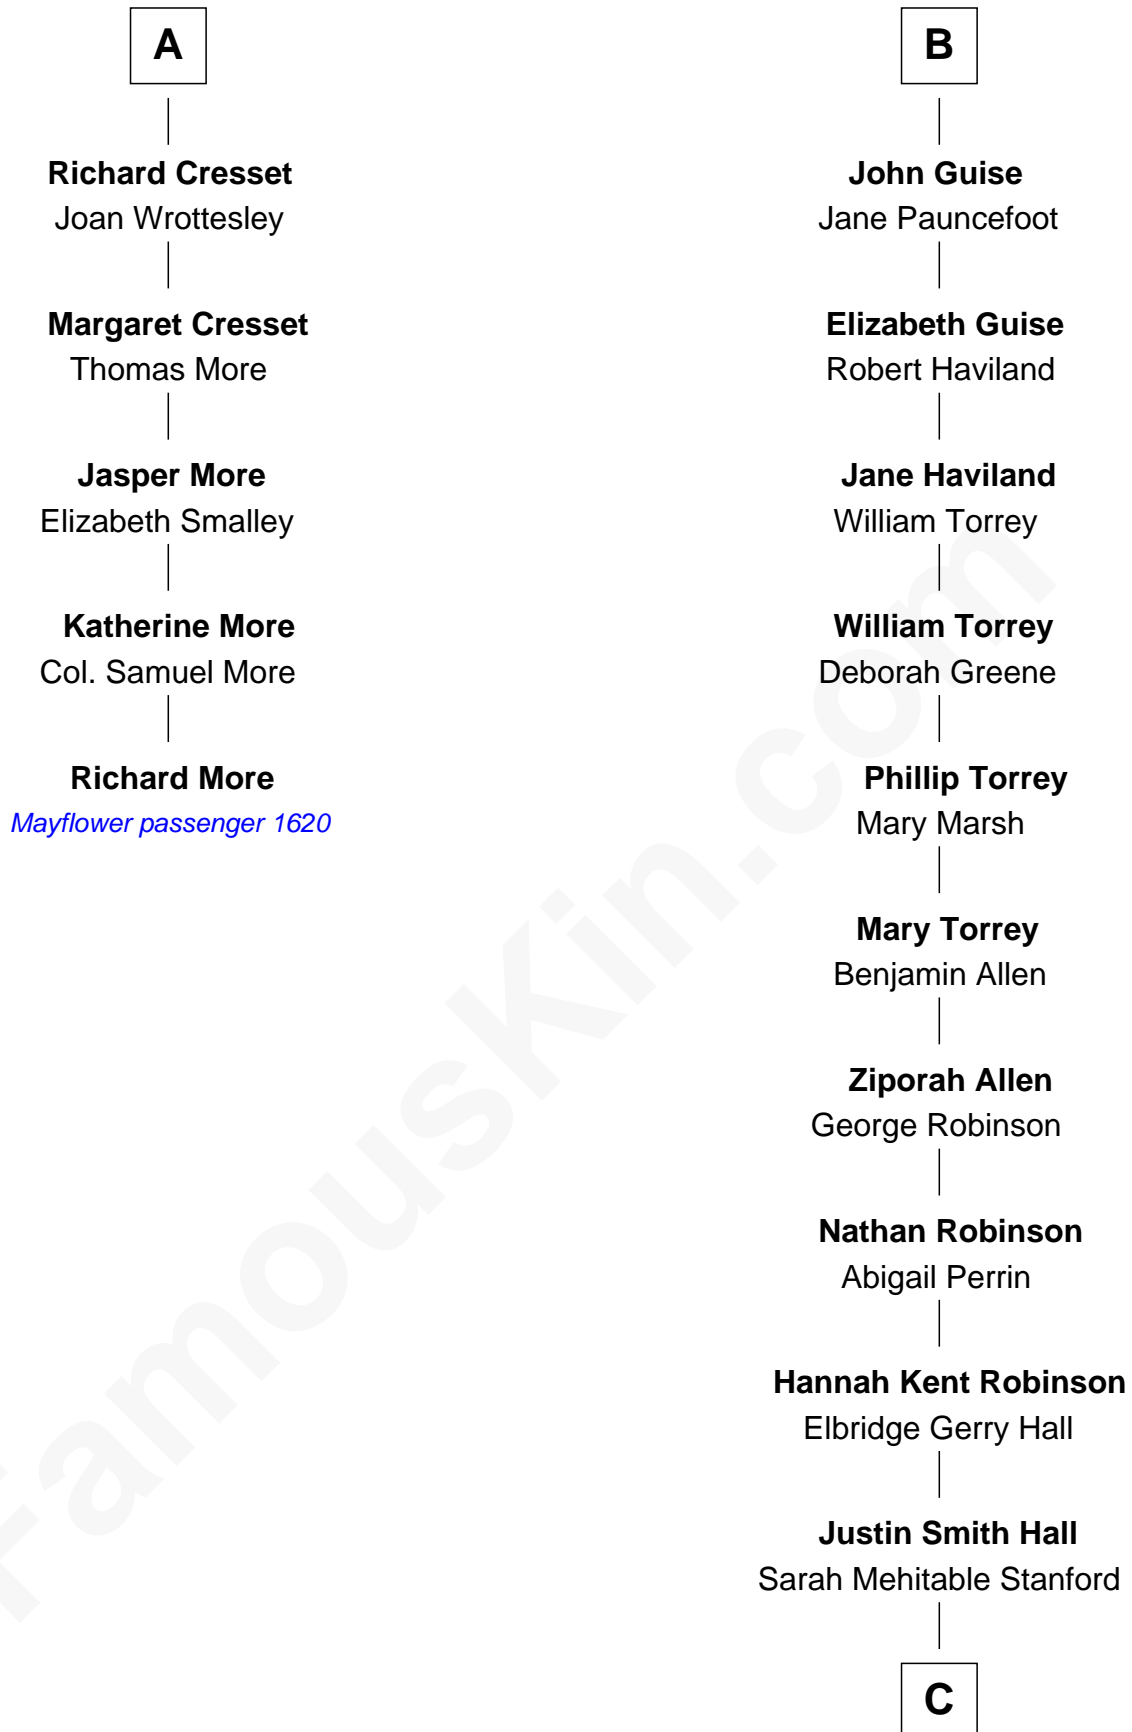 A
Richard Cresset
Joan Wrottesley
Margaret Cresset
Thomas More
Jasper More
Elizabeth Smalley
Katherine More
Col. Samuel More
Richard More
Mayflower passenger 1620
B
John Guise
Jane Pauncefoot
Elizabeth Guise
Robert Haviland
Jane Haviland
William Torrey
William Torrey
Deborah Greene
Phillip Torrey
Mary Marsh
Mary Torrey
Benjamin Allen
Ziporah Allen
George Robinson
Nathan Robinson
Abigail Perrin
Hannah Kent Robinson
Elbridge Gerry Hall
Justin Smith Hall
Sarah Mehitable Stanford
C
FamousKin.com